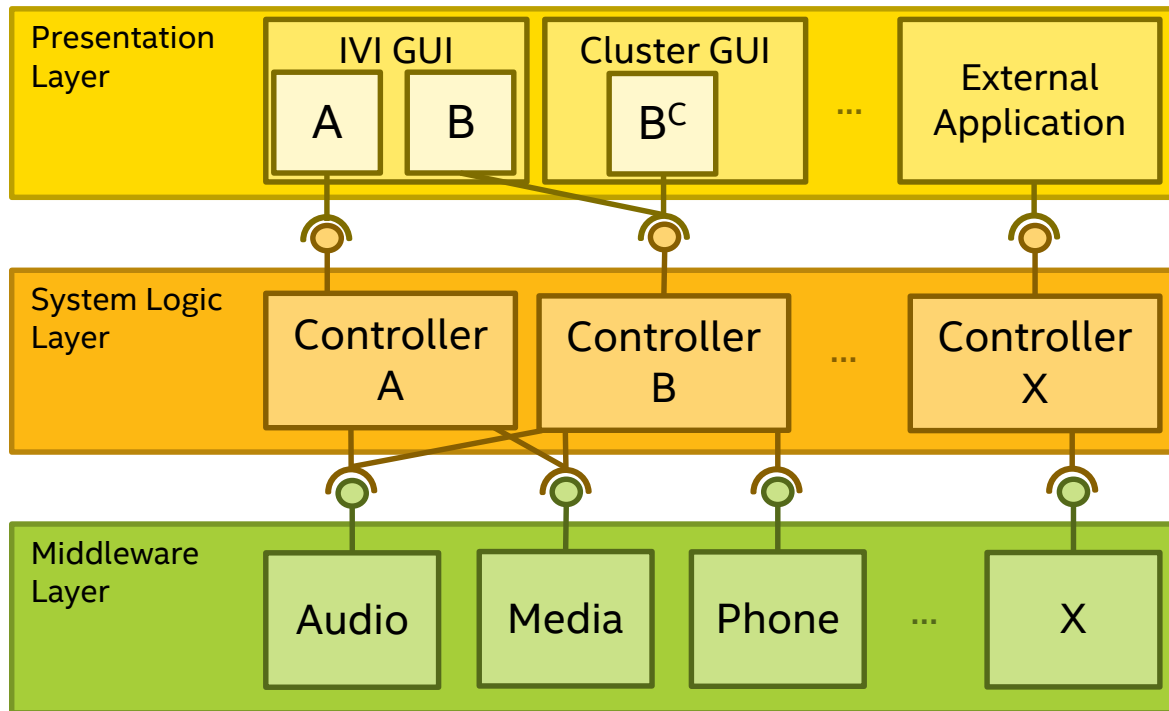 Presentation
Layer
IVI GUI
A
B
Cluster GUI
Bᶜ
...
External
Application
System Logic
Layer
Controller
A
Controller
B
...
Controller
X
Middleware
Layer
Audio
Media
Phone
...
X